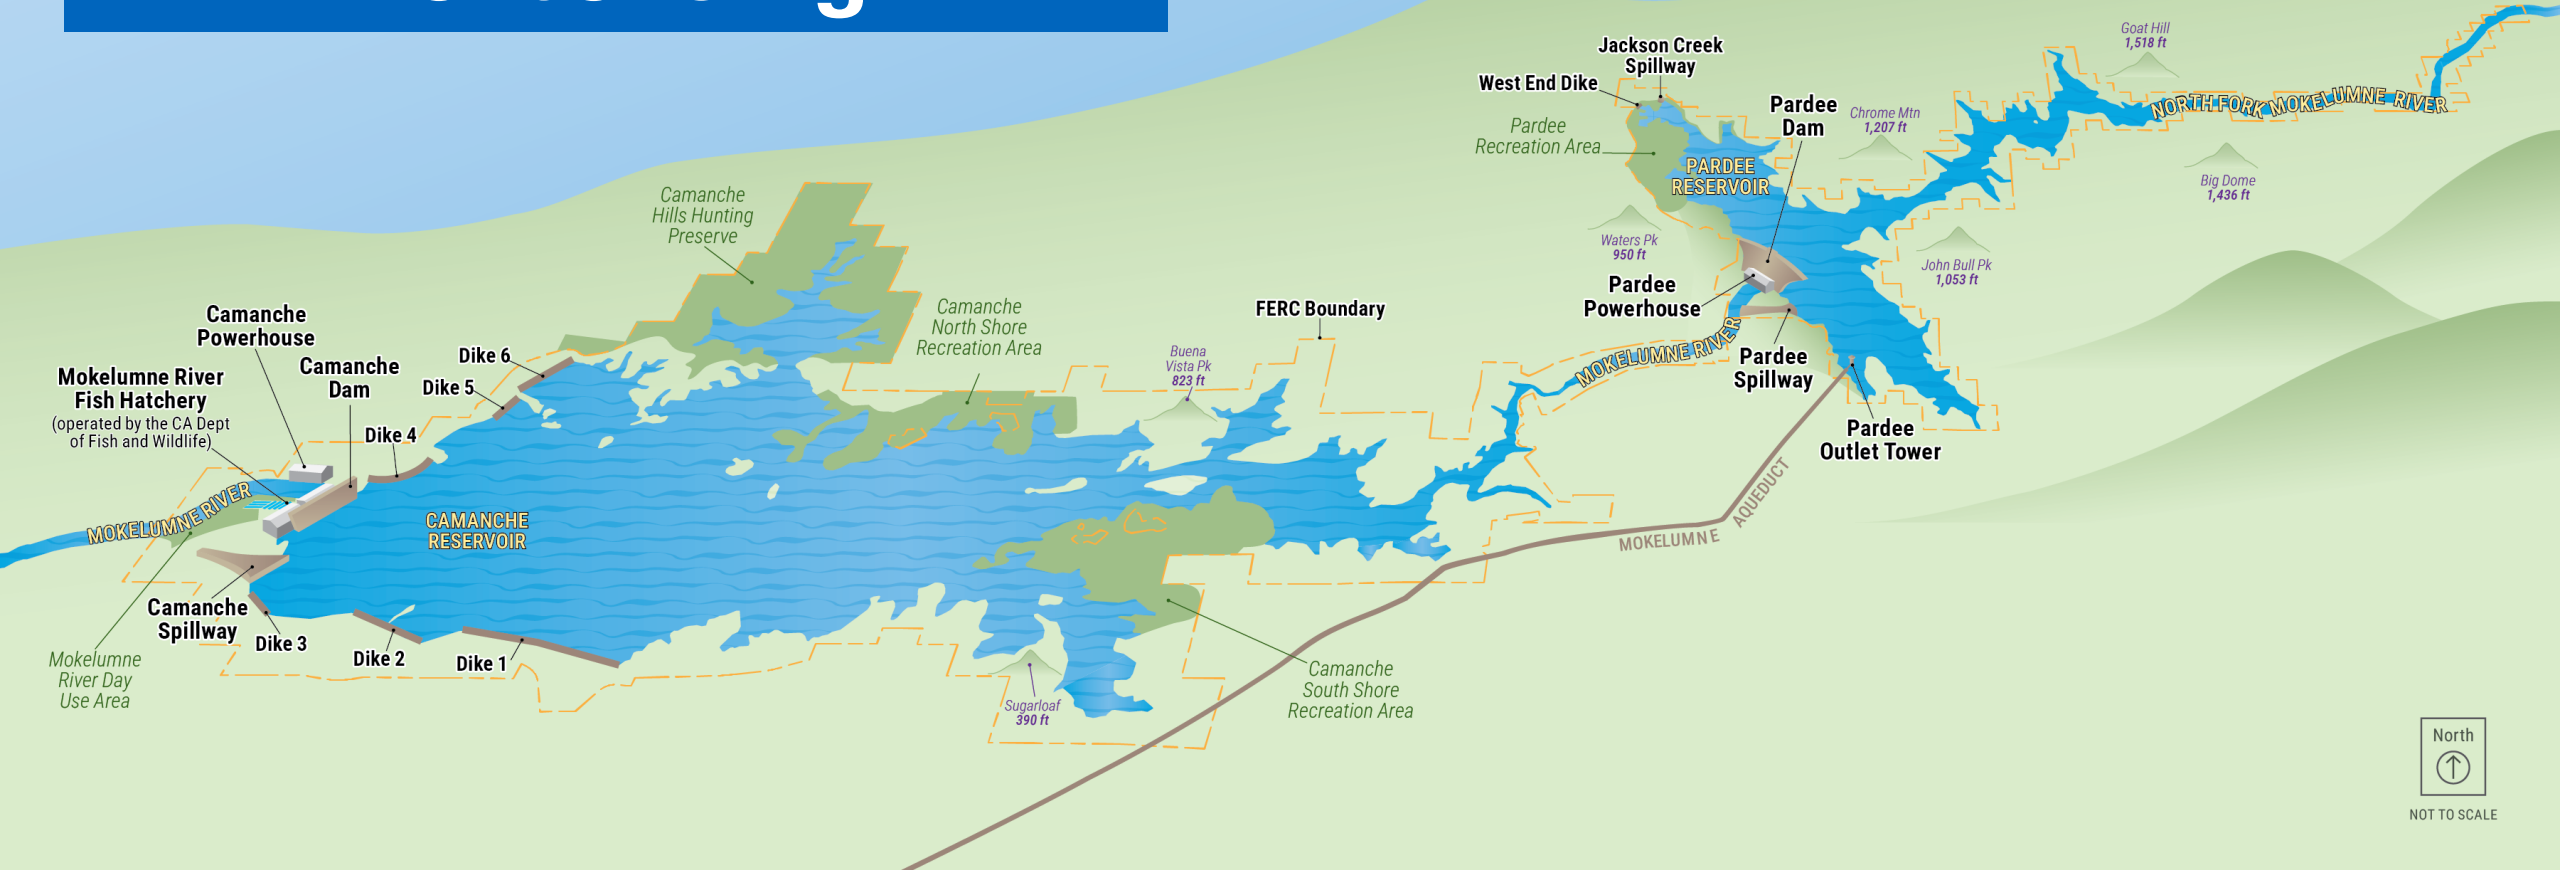 Jackson Creek
Spillway
West End Dike
Pardee
Recreation Area
Pardee
Dam
PARDEE
RESERVOIR
Chrome Mtn
1,207 ft
Goat Hill
1,518 ft
NORTH FORK MOKELUMNE RIVER
Big Dome
1,436 ft
John Bull Pk
1,053 ft
Waters Pk
950 ft
Pardee
Powerhouse
MOKELUMNE RIVER
Pardee
Spillway
Pardee
Outlet Tower
MOKELUMNE AQUEDUCT
FERC Boundary
Buena
Vista Pk
823 ft
Camanche
Hills Hunting
Preserve
Camanche
North Shore
Recreation Area
Camanche
Powerhouse
Camanche
Dam
Mokelumne River
Fish Hatchery
(operated by the CA Dept
of Fish and Wildlife)
Dike 6
Dike 5
Dike 4
MOKELUMNE RIVER
CAMANCHE
RESERVOIR
Camanche
Spillway
Dike 3
Dike 2
Dike 1
Mokelumne
River Day
Use Area
Sugarloaf
390 ft
Camanche
South Shore
Recreation Area
North
NOT TO SCALE